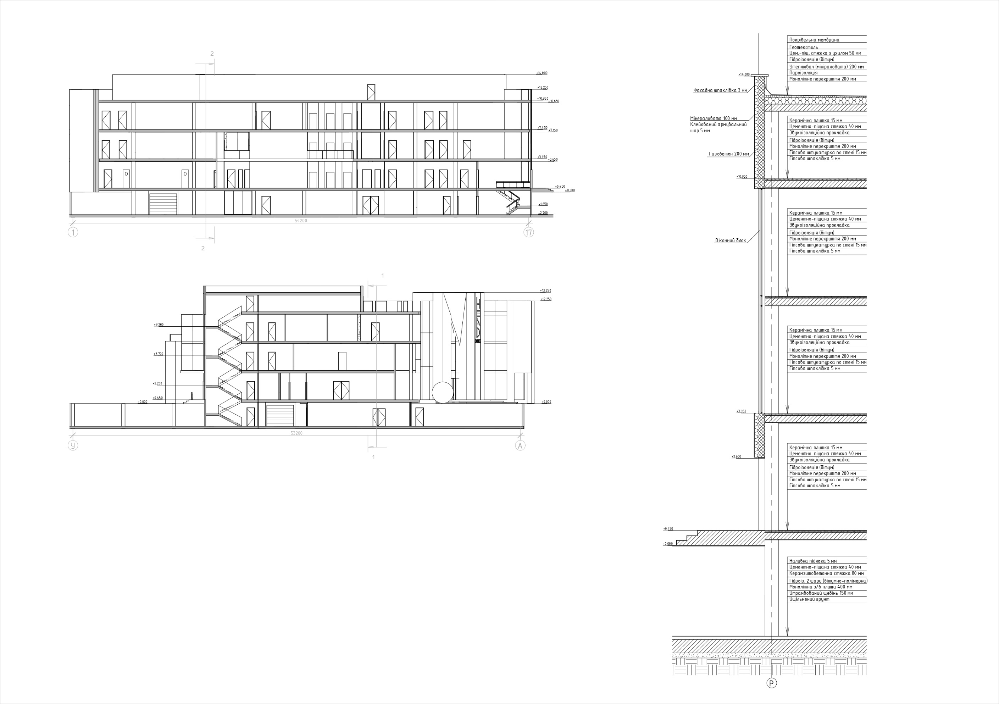 2
+14.000
+12.250
+10.950
+10.650
+7.450
+7.150
+3.950
+3.650
+0.450
+0.000
-1.650
-2.700
54200
1
17
2
1
+13.250
+12.250
+9.200
+5.700
+2.200
+0.450
+0.000
+0.000
OFFICE
53200
У
А
1
Покрівельна мембрана
Геотекстиль
Цем.-піщ. стяжка з ухилом 50 мм
Гідроізоляція (бітум)
Утеплювач (мініраловата) 200 мм
Пароізоляція
Монолітне перекриття 200 мм
+14.000
Фасадна шпаклівка 3 мм
Мінераловата 100 мм
Клейований армувальний
шар 5 мм
Газобетон 200 мм
Керамічна плитка 15 мм
Цементно-піщана стяжка 40 мм
Звукоізоляційна прокладка
Гідроізоляція (бітум)
Монолітне перекриття 200 мм
Гіпсова штукатурка по стелі 15 мм
Гіпсова шпаклівка 5 мм
+10.950
Керамічна плитка 15 мм
Цементно-піщана стяжка 40 мм
Звукоізоляційна прокладка
Гідроізоляція (бітум)
Монолітне перекриття 200 мм
Гіпсова штукатурка по стелі 15 мм
Гіпсова шпаклівка 5 мм
Віконний блок
Керамічна плитка 15 мм
Цементно-піщана стяжка 40 мм
Звукоізоляційна прокладка
Гідроізоляція (бітум)
Монолітне перекриття 200 мм
Гіпсова штукатурка по стелі 15 мм
Гіпсова шпаклівка 5 мм
+3.950
+2.600
Керамічна плитка 15 мм
Цементно-піщана стяжка 40 мм
Звукоізоляційна прокладка
Гідроізоляція (бітум)
Монолітне перекриття 200 мм
Гіпсова штукатурка по стелі 15 мм
Гіпсова шпаклівка 5 мм
+0.450
+0.000
Наливна підлога 5 мм
Цементно-піщана стяжка 40 мм
Керамзитобетонна стяжка 80 мм
Гідроіз. 2 шари (бітумно-полімерна)
Монолітна з/б плита 400 мм
Утрамбований щебінь 150 мм
Ущільнений грунт
Р